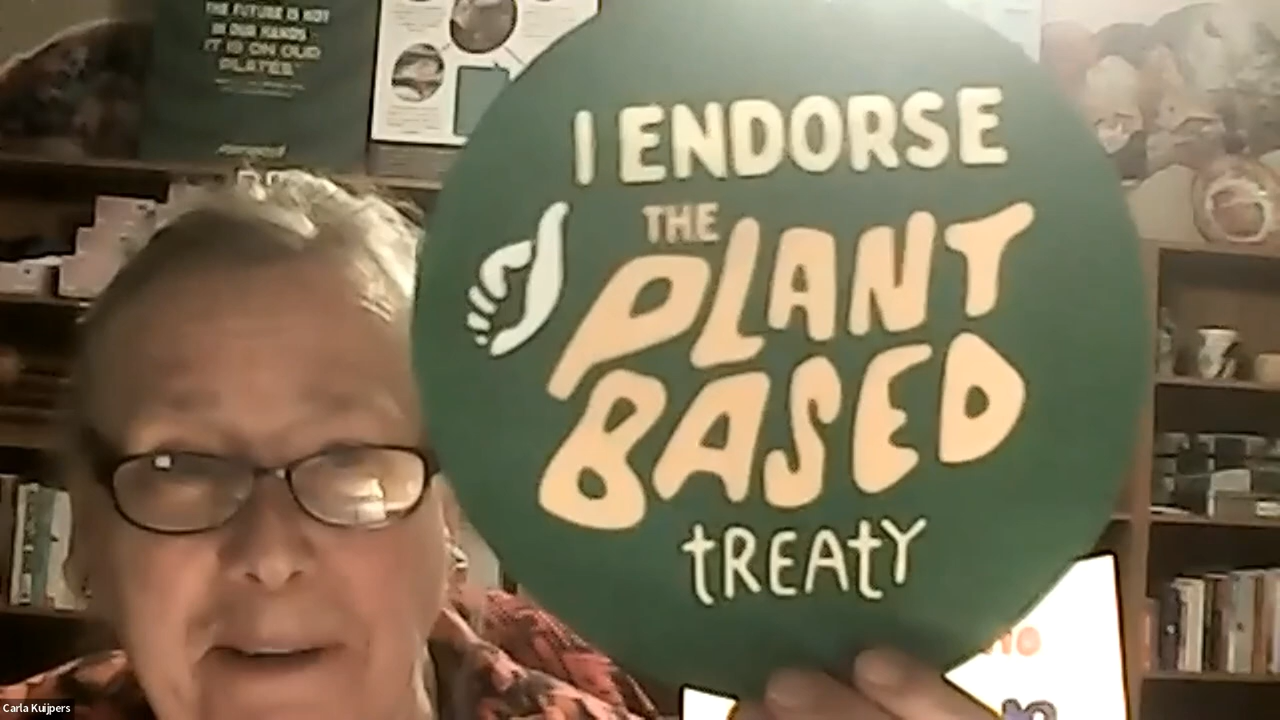 THE FUTURE IS NOT
IN OUR HANDS
IT IS ON OUR
PLATES.
I ENDORSE
THE
PLANT
BASED
tREAtY
Carla Kuijpers